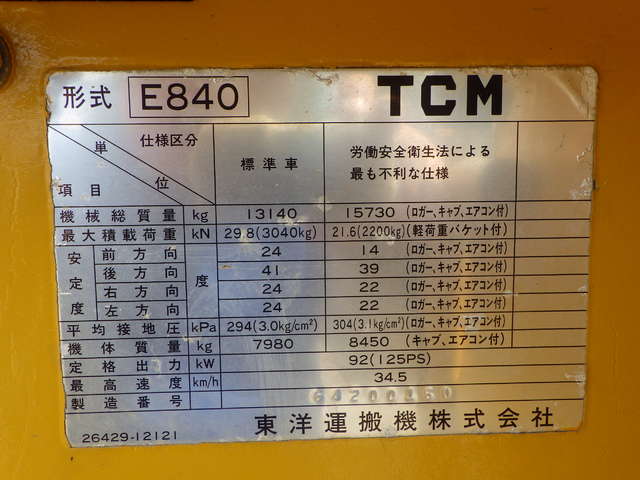 形式 E840 TCM
単位 仕様区分 項目 標準車 労働安全衛生法による
最も不利な仕様
機械総質量 kg 13140 15730 (ロガー、キャブ、エアコン付)
最大積載荷重 kN 29.8(3040kg) 21.6(2200kg) (軽荷重バケット付)
安定度 前方向 度 24 14 (ロガー、キャブ、エアコン付)
後方向 41 39 (ロガー、キャブ、エアコン付)
右方向 24 22 (ロガー、キャブ、エアコン付)
左方向 24 22 (ロガー、キャブ、エアコン付)
平均接地圧 kPa 294(3.0kg/cm²) 304(3.1kg/cm²) (ロガー、キャブ、エアコン付)
機体質量 kg 7980 8450 (キャブ、エアコン付)
定格出力 kW 92(125PS)
最高速度 km/h 34.5
製造番号
26429-12121 東洋運搬機株式会社